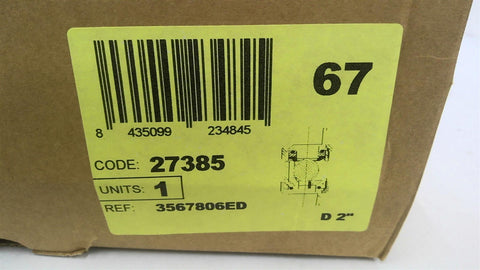 67
8 435099 234845
CODE: 27385
UNITS: 1
REF: 3567806ED
D 2"